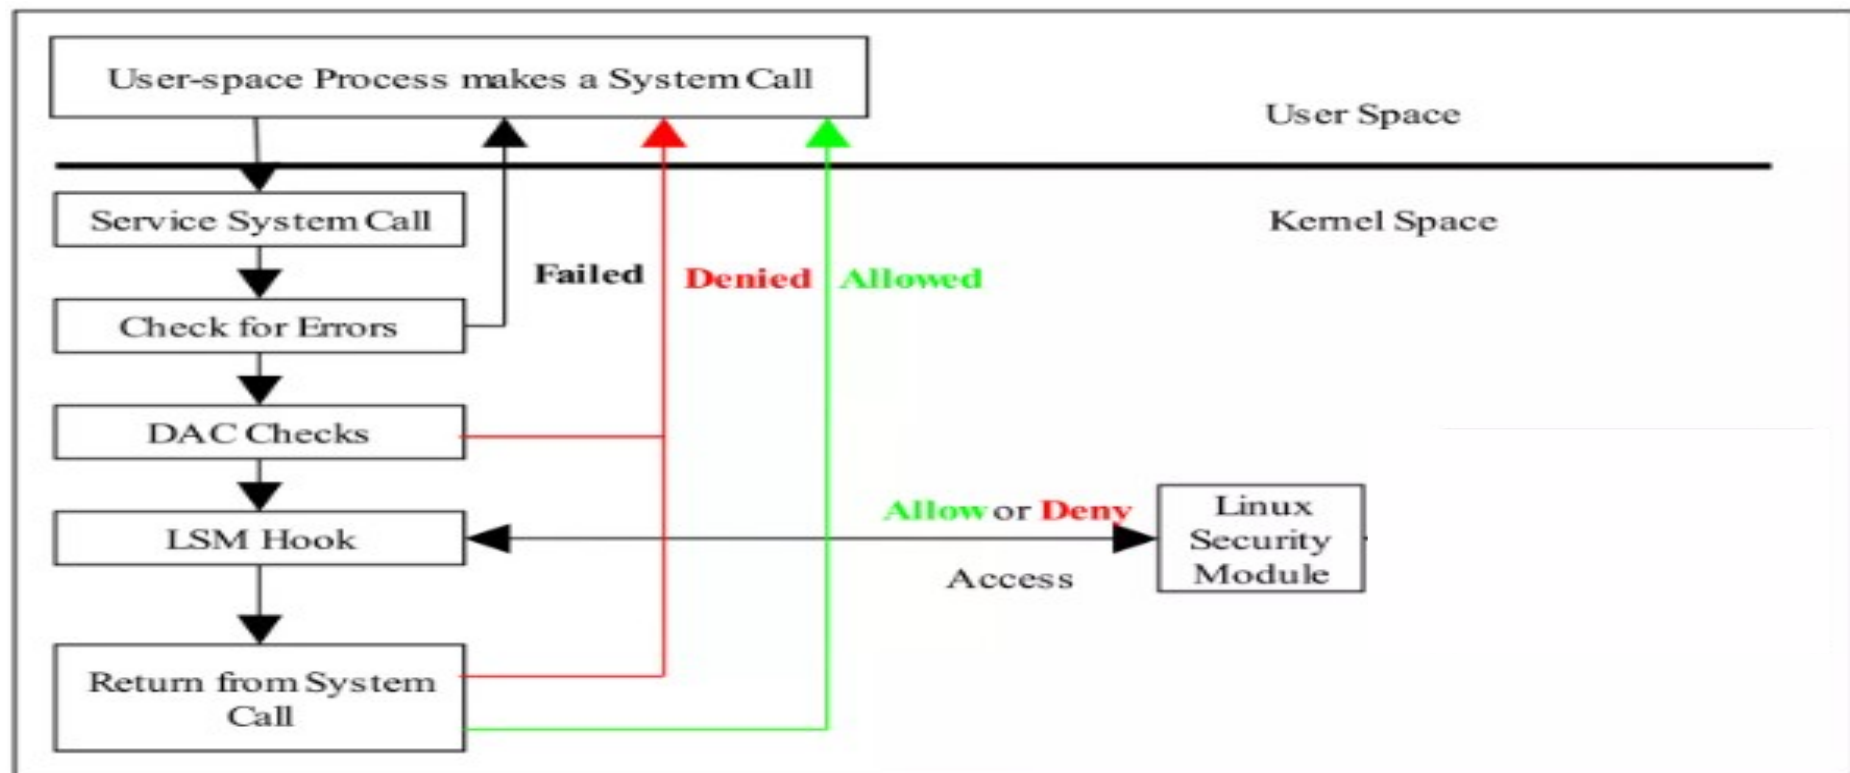 User-space Process makes a System Call
User Space
Service System Call
Kernel Space
Failed
Denied
Allowed
Check for Errors
DAC Checks
LSM Hook
Allow or Deny
Access
Linux
Security
Module
Return from System
Call